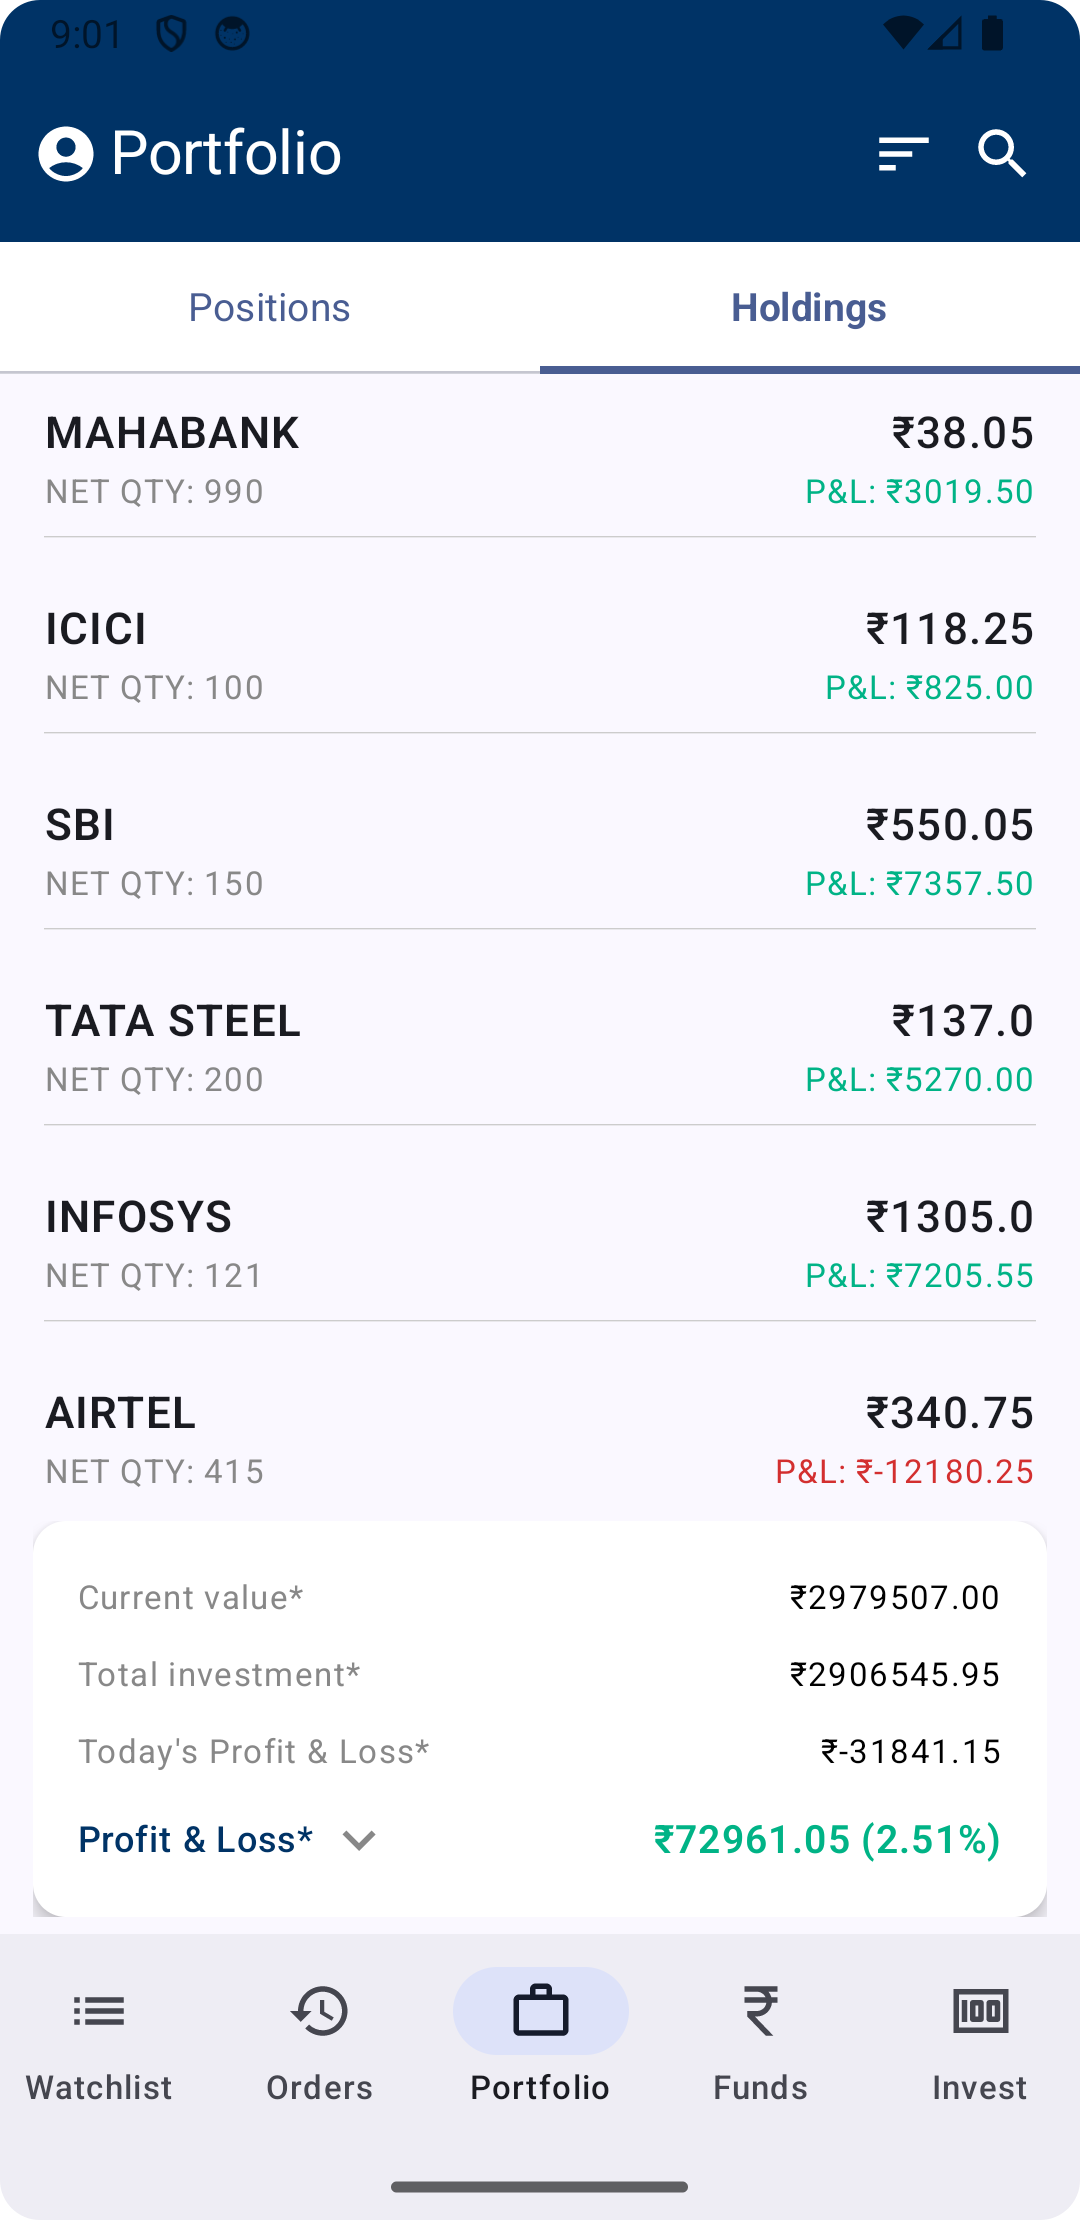 9:01
Portfolio
Positions Holdings
MAHABANK ₹38.05
NET QTY: 990 P&L: ₹3019.50
ICICI ₹118.25
NET QTY: 100 P&L: ₹825.00
SBI ₹550.05
NET QTY: 150 P&L: ₹7357.50
TATA STEEL ₹137.0
NET QTY: 200 P&L: ₹5270.00
INFOSYS ₹1305.0
NET QTY: 121 P&L: ₹7205.55
AIRTEL ₹340.75
NET QTY: 415 P&L: ₹-12180.25
Current value* ₹2979507.00
Total investment* ₹2906545.95
Today's Profit & Loss* ₹-31841.15
Profit & Loss* ₹72961.05 (2.51%)
₹ 100
Watchlist Orders Portfolio Funds Invest